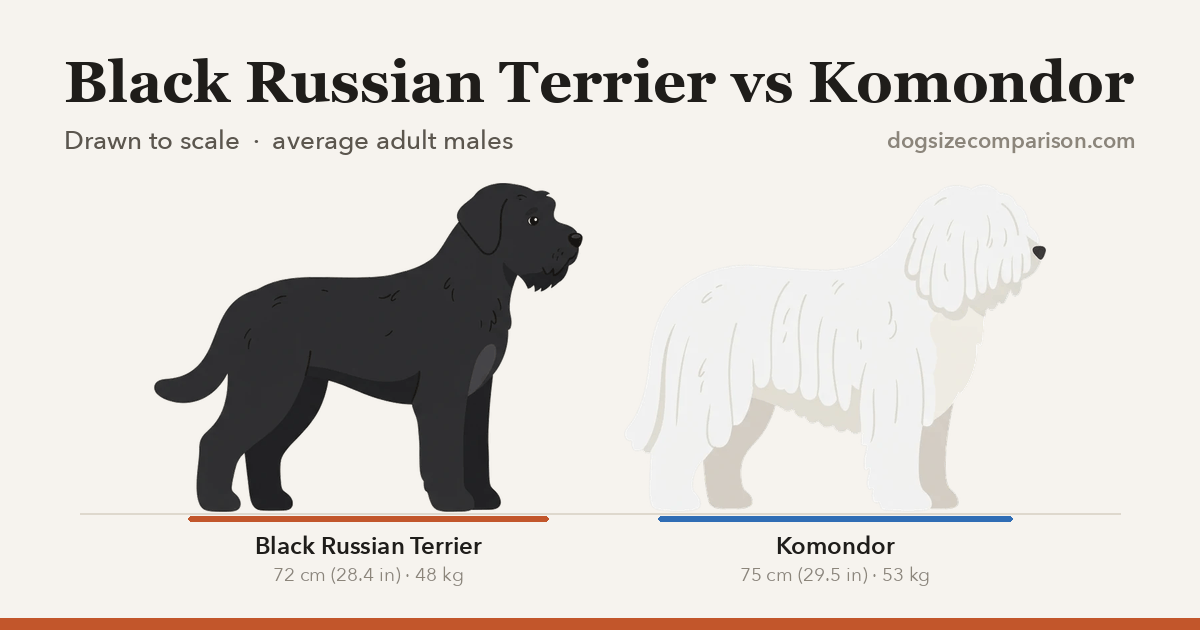 Black Russian Terrier vs Komondor
Drawn to scale · average adult males
dogsizecomparison.com
Black Russian Terrier
72 cm (28.4 in) · 48 kg
Komondor
75 cm (29.5 in) · 53 kg